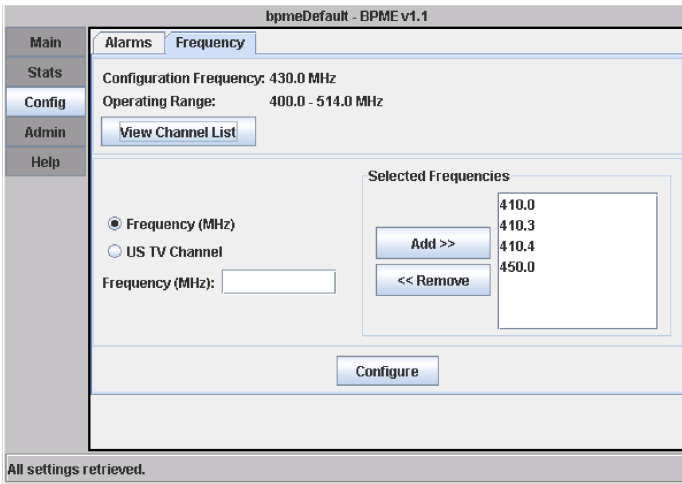 bpmeDefault - BPME v1.1
Main
Stats
Config
Admin
Help
Alarms
Frequency
Configuration Frequency: 430.0 MHz
Operating Range: 400.0 - 514.0 MHz
View Channel List
Frequency (MHz)
US TV Channel
Frequency (MHz):
Selected Frequencies
Add >>
<< Remove
410.0
410.3
410.4
450.0
Configure
All settings retrieved.